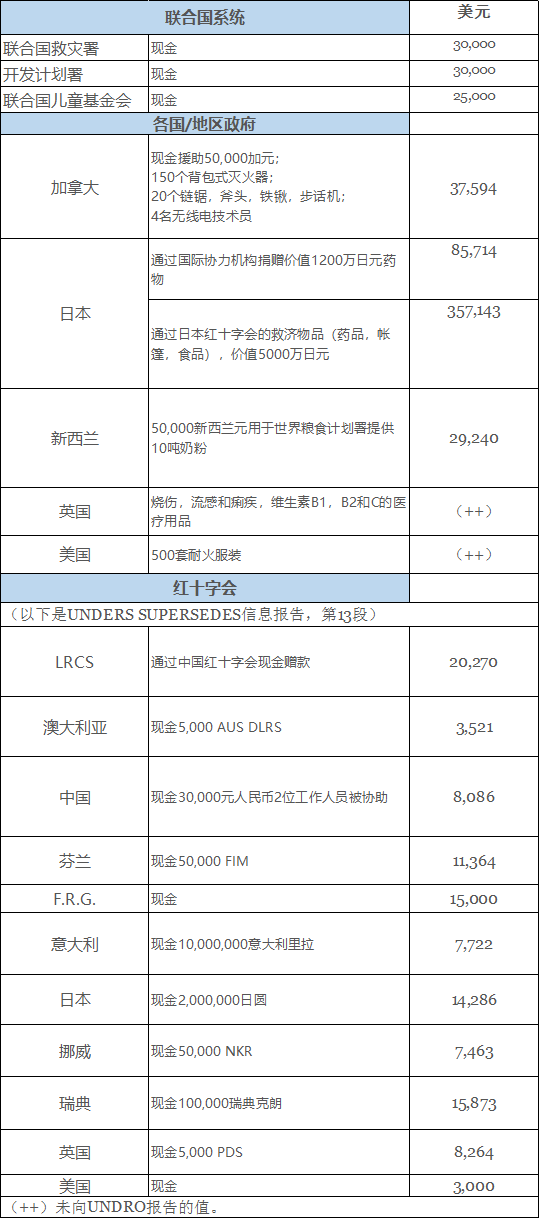 联合国系统 美元
联合国救灾署 现金 30,000
开发计划署 现金 30,000
联合国儿童基金会 现金 25,000
各国/地区政府
加拿大 现金援助50,000加元；
150个背包式灭火器；
20个链锯，斧头，铁锹，步话机；
4名无线电技术员
37,594
日本
通过国际协力机构捐赠价值1200万日元药
物
85,714
通过日本红十字会的救济物品（药品，帐
篷，食品），价值5000万日元
357,143
新西兰
50,000新西兰元用于世界粮食计划署提供
10吨奶粉
29,240
英国
烧伤，流感和痢疾，维生素B1，B2和C的医
疗用品
（++）
美国 500套耐火服装 （++）
红十字会
（以下是UNDERS SUPERSEDES信息报告，第13段）
LRCS 通过中国红十字会现金赠款 20,270
澳大利亚 现金5,000 AUS DLRS 3,521
中国 现金30,000元人民币2位工作人员被协助 8,086
芬兰 现金50,000 FIM 11,364
F.R.G. 现金 15,000
意大利 现金10,000,000意大利里拉 7,722
日本 现金2,000,000日圆 14,286
挪威 现金50,000 NKR 7,463
瑞典 现金100,000瑞典克朗 15,873
英国 现金5,000 PDS 8,264
美国 现金 3,000
（++）未向UNDRO报告的值。